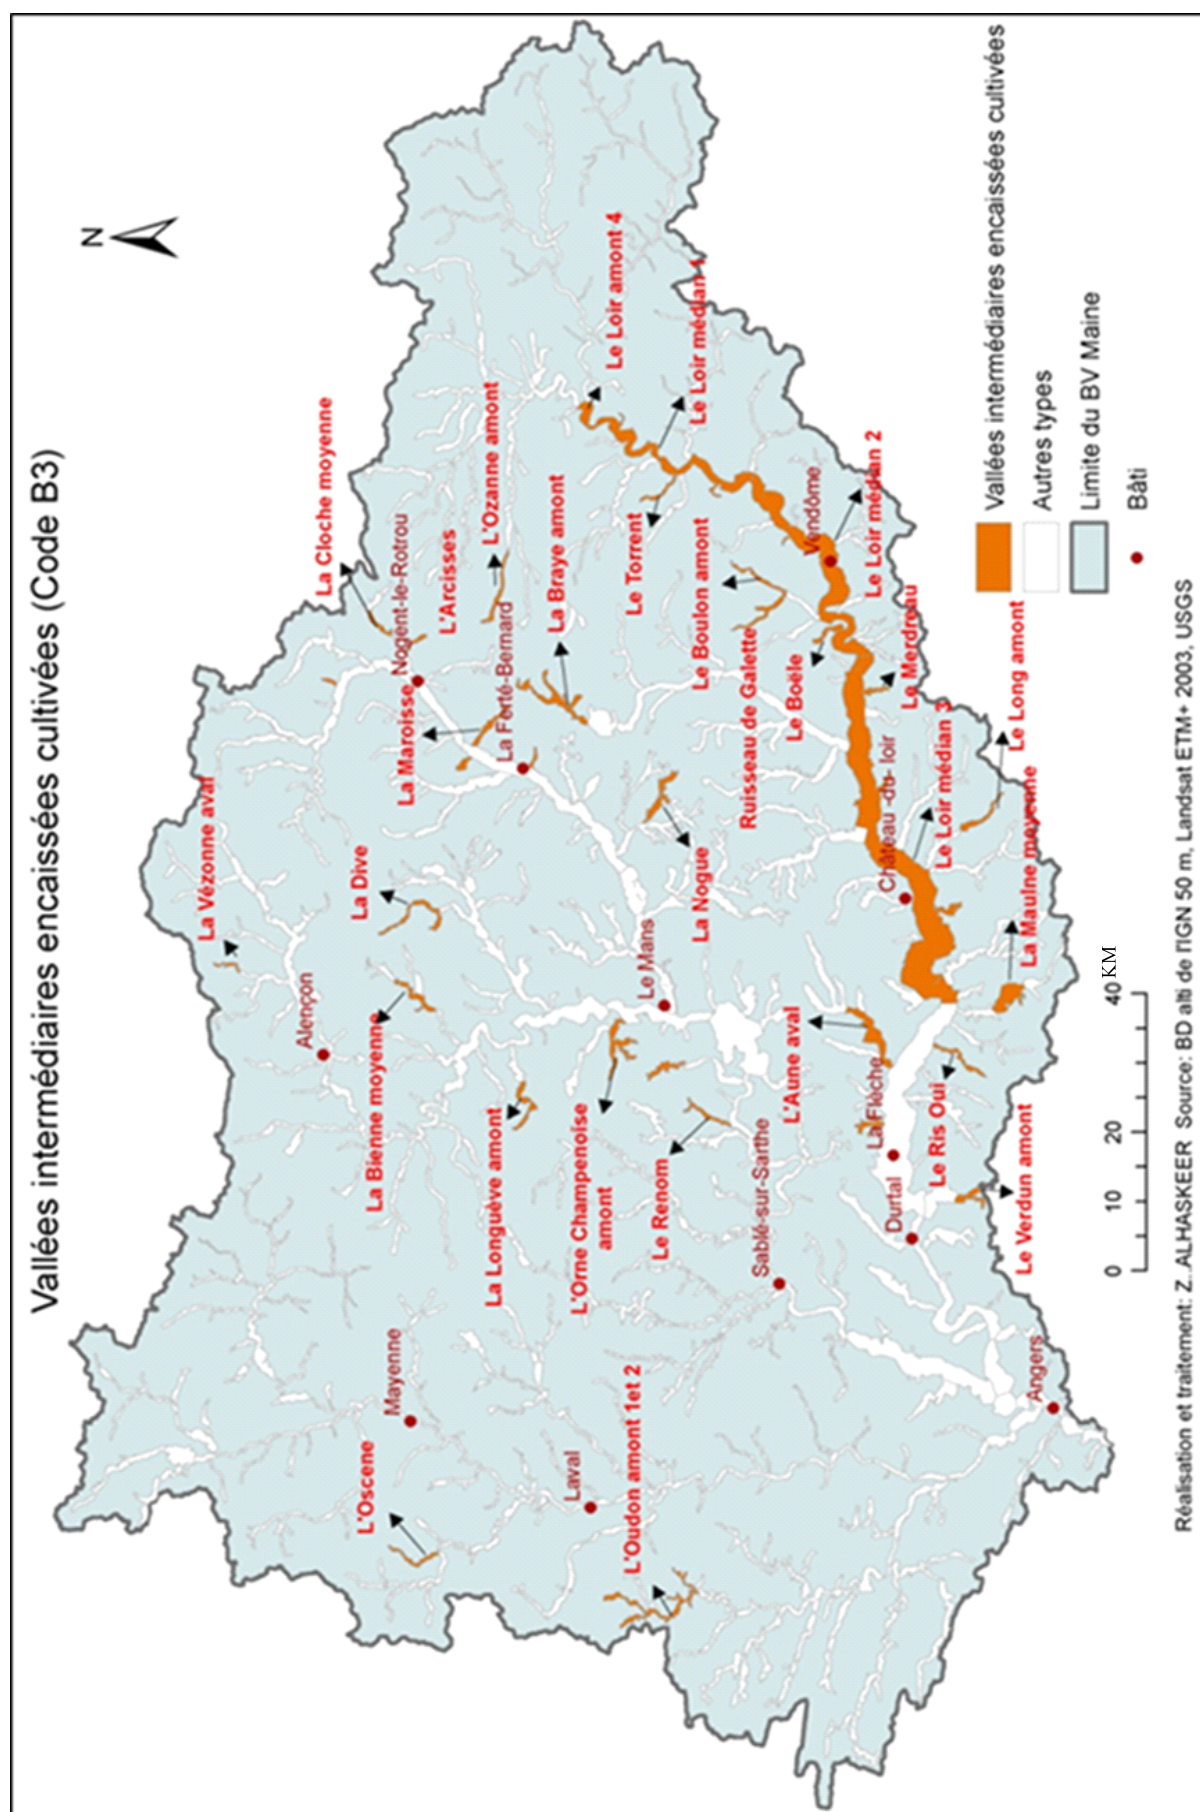 Vallées intermédiaires encaissées cultivées (Code B3)
N
La Vézonne aval
Alençon
La Cloche moyenne
La Dive
La Bienne moyenne
L'Oscene
Mayenne
Nogent-le-Rotrou
La Maroisse
L'Arcisses
L'Ozanne amont
La Ferté-Bernard
La Longuève amont
La Braye amont
Laval
L'Orne Champenoise
amont
Le Loir amont 4
L'Oudon amont 1et 2
Le Torrent
Le Mans
Le Renom
La Nogue
Le Boulon amont
Le Loir médian 1
Ruisseau de Galette
Sablé-sur-Sarthe
L'Aune aval
Le Boële
Vendôme
Le Loir médian 2
La Flèche
Château -du- loir
Durtal
Le Merdreau
Le Ris Oui
Le Loir médian 3
Le Long amont
La Maulne moyenne
Le Verdun amont
Angers
Vallées intermédiaires encaissées cultivées
Autres types
Limite du BV Maine
Bâti
0 10 20 40 KM
Réalisation et traitement: Z..ALHASKEER Source: BD alti de l'IGN 50 m, Landsat ETM+ 2003, USGS